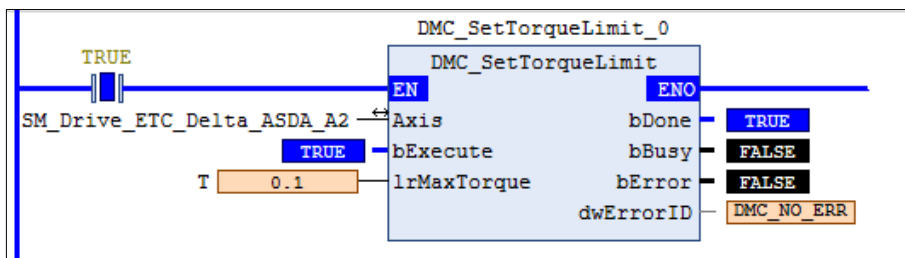 DMC_SetTorqueLimit_0
TRUE
DMC_SetTorqueLimit
EN ENO
SM_Drive_ETC_Delta_ASDA_A2 Axis bDone TRUE
TRUE bExecute bBusy FALSE
T 0.1 lrMaxTorque bError FALSE
dwErrorID DMC_NO_ERR